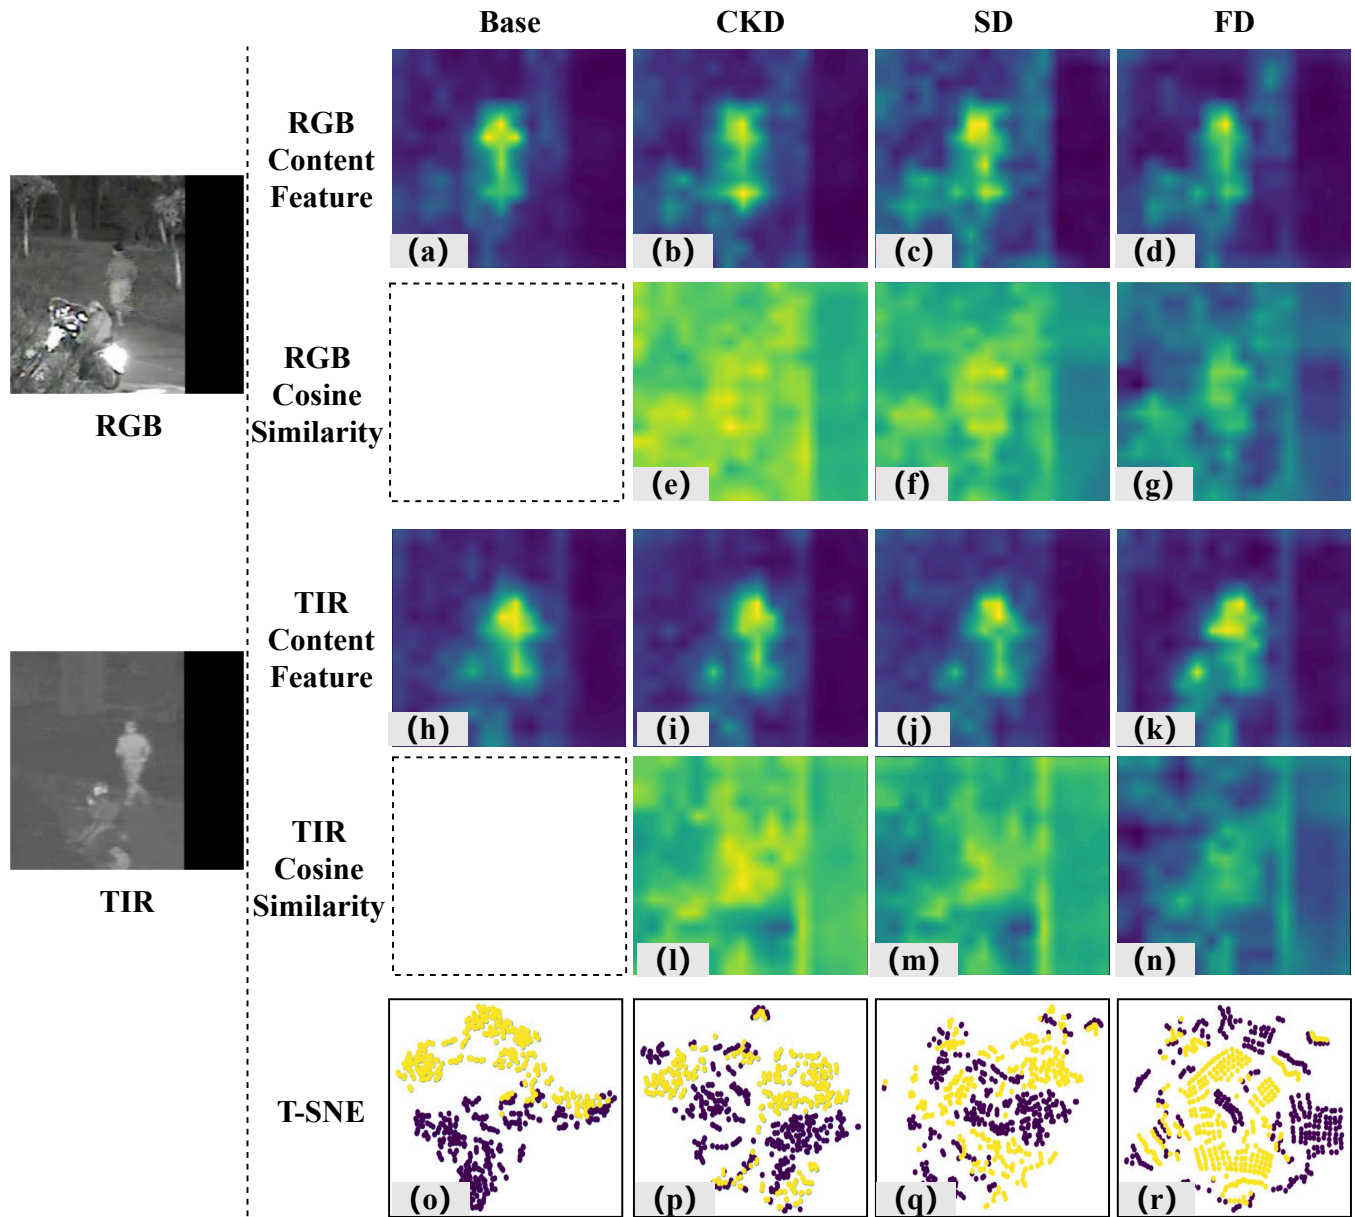 Base CKD SD FD
RGB
Content
Feature
(a) (b) (c) (d)
RGB
Cosine
Similarity
RGB
(e) (f) (g)
TIR
Content
Feature
(h) (i) (j) (k)
TIR
Cosine
Similarity
TIR
(l) (m) (n)
T-SNE
(o) (p) (q) (r)